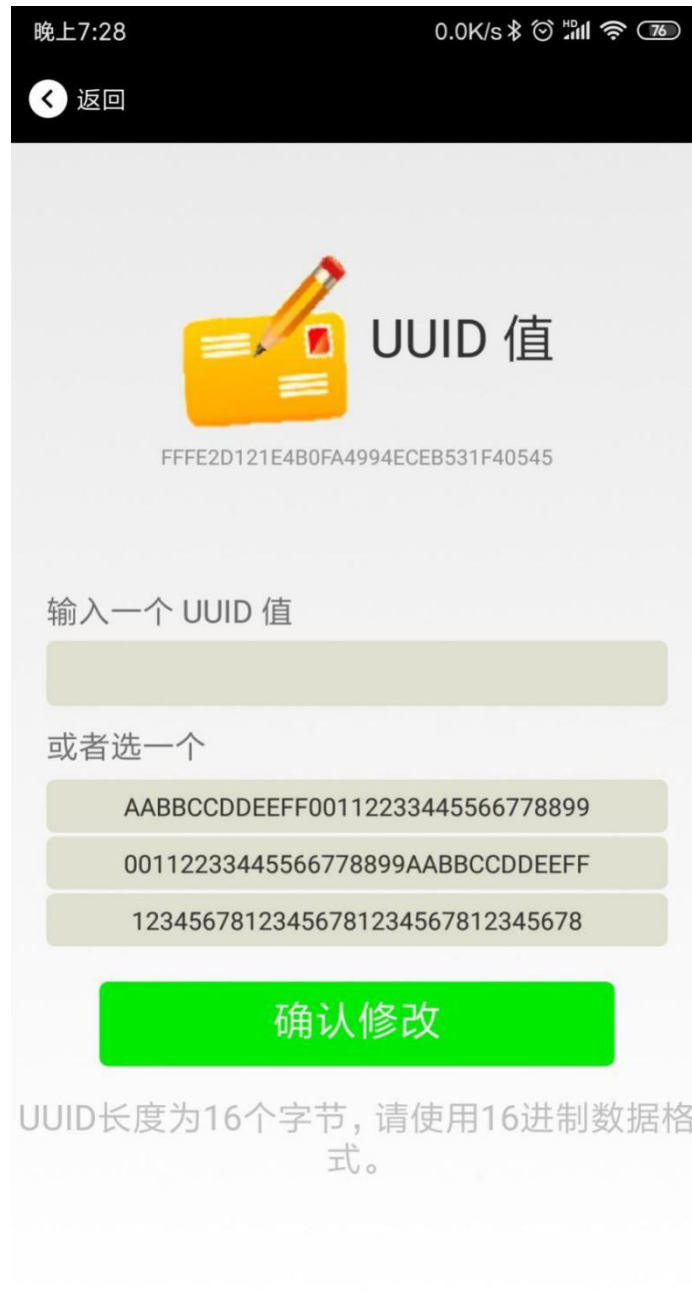 晚上7:28
0.0K/s HD 76
返回
UUID 值
FFFE2D121E4B0FA4994ECEB531F40545
输入一个 UUID 值
或者选一个
AABBCCDDEEFF00112233445566778899
00112233445566778899AABBCCDDEEFF
12345678123456781234567812345678
确认修改
UUID长度为16个字节，请使用16进制数据格
式。